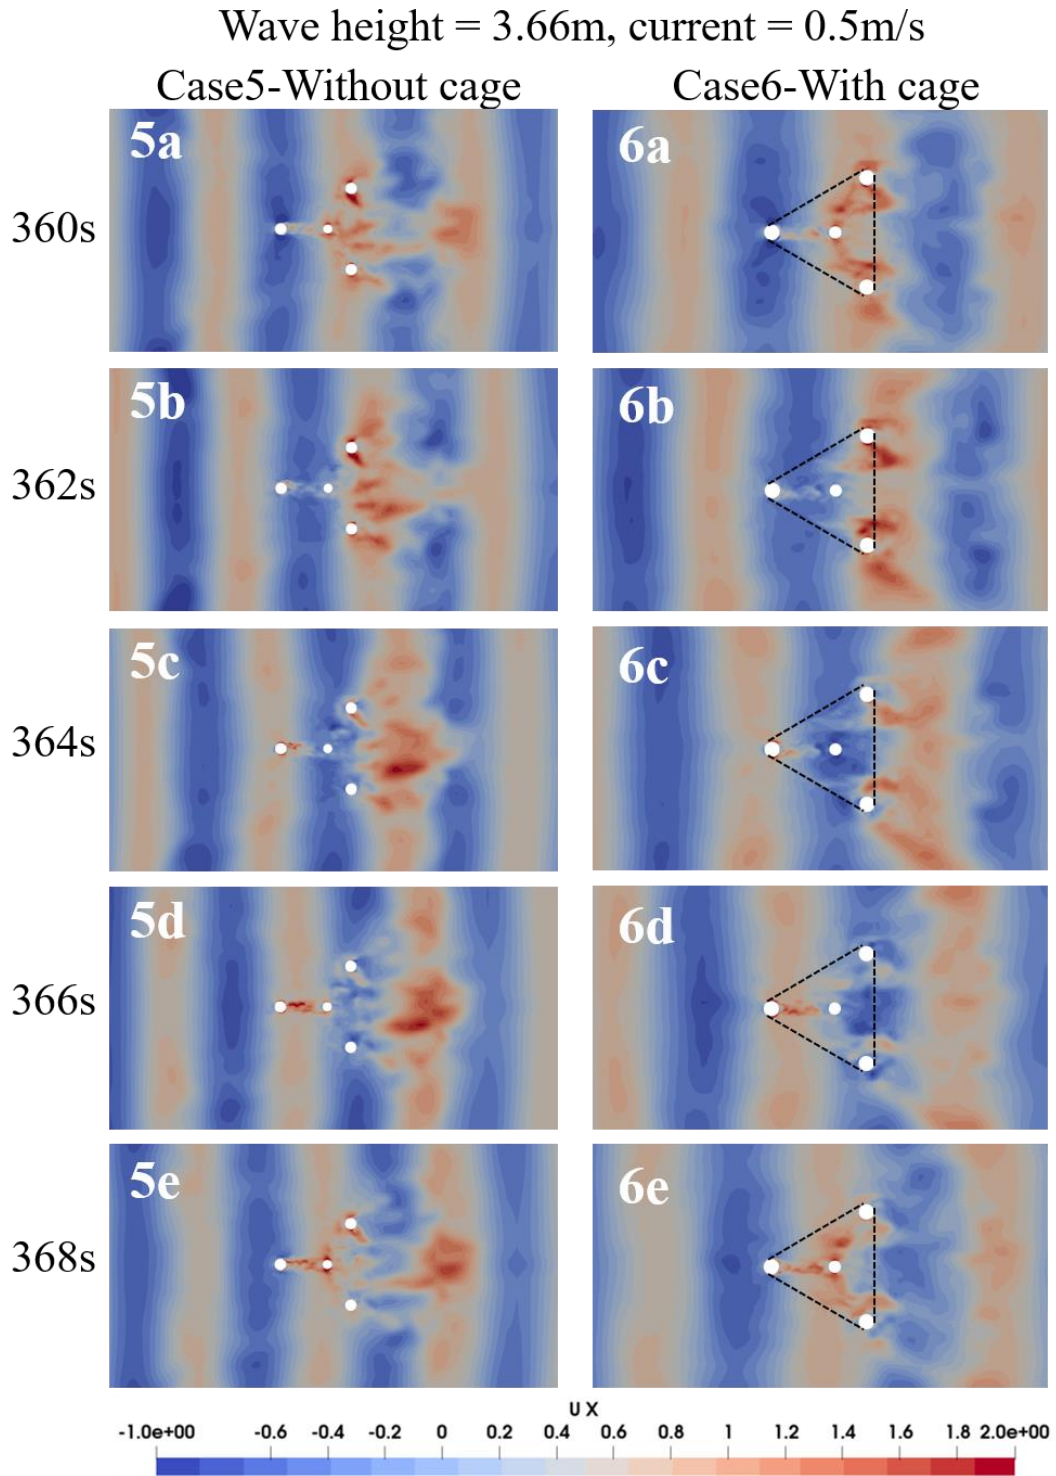 Wave height = 3.66m, current = 0.5m/s
Case5-Without cage Case6-With cage
5a 6a
360s
5b 6b
362s
5c 6c
364s
5d 6d
366s
5e 6e
368s
U X
-1.0e+00 -0.6 -0.4 -0.2 0 0.2 0.4 0.6 0.8 1 1.2 1.4 1.6 1.8 2.0e+00